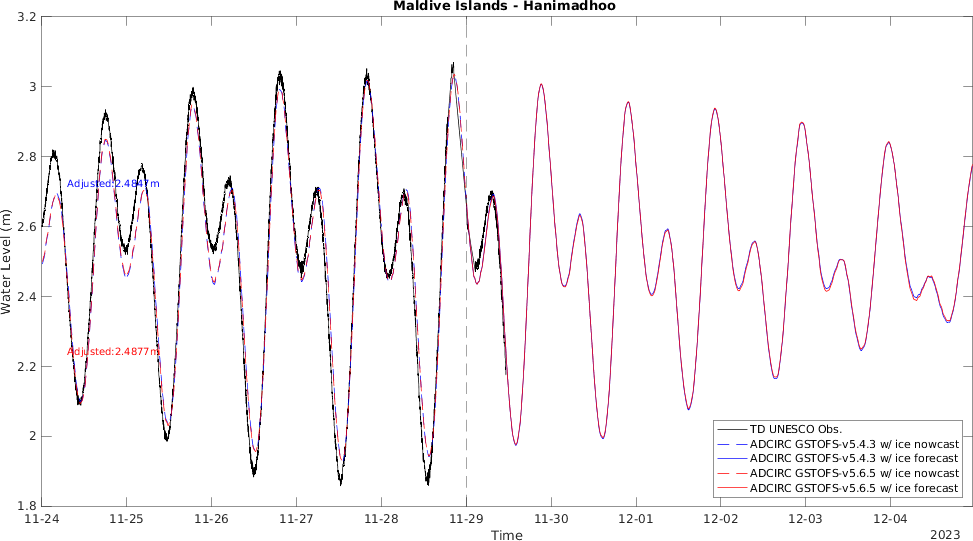 Maldive Islands - Hanimadhoo
3.2
3
2.8
2.6
2.4
2.2
2
1.8
Water Level (m)
Adjusted:2.4847m
Adjusted:2.4877m
TD UNESCO Obs.
ADCIRC GSTOFS-v5.4.3 w/ ice nowcast
ADCIRC GSTOFS-v5.4.3 w/ ice forecast
ADCIRC GSTOFS-v5.6.5 w/ ice nowcast
ADCIRC GSTOFS-v5.6.5 w/ ice forecast
11-24 11-25 11-26 11-27 11-28 11-29 11-30 12-01 12-02 12-03 12-04
Time
2023